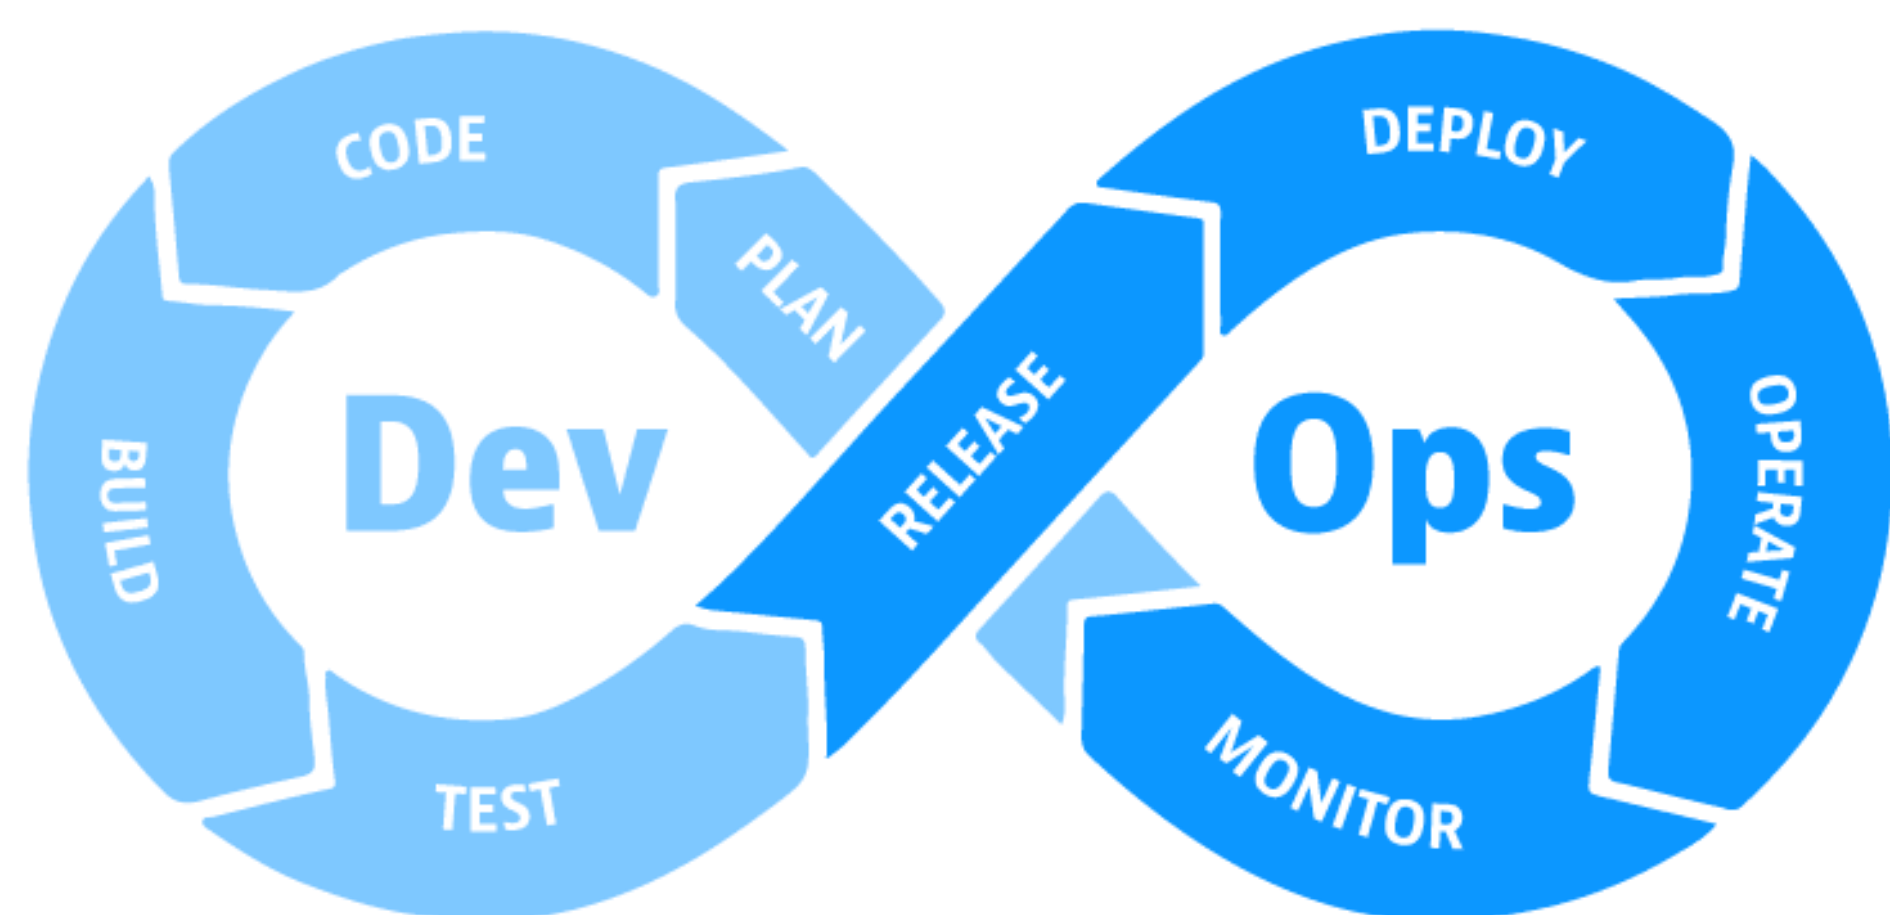 CODE
PLAN
BUILD
TEST
Dev
RELEASE
DEPLOY
OPERATE
MONITOR
Ops